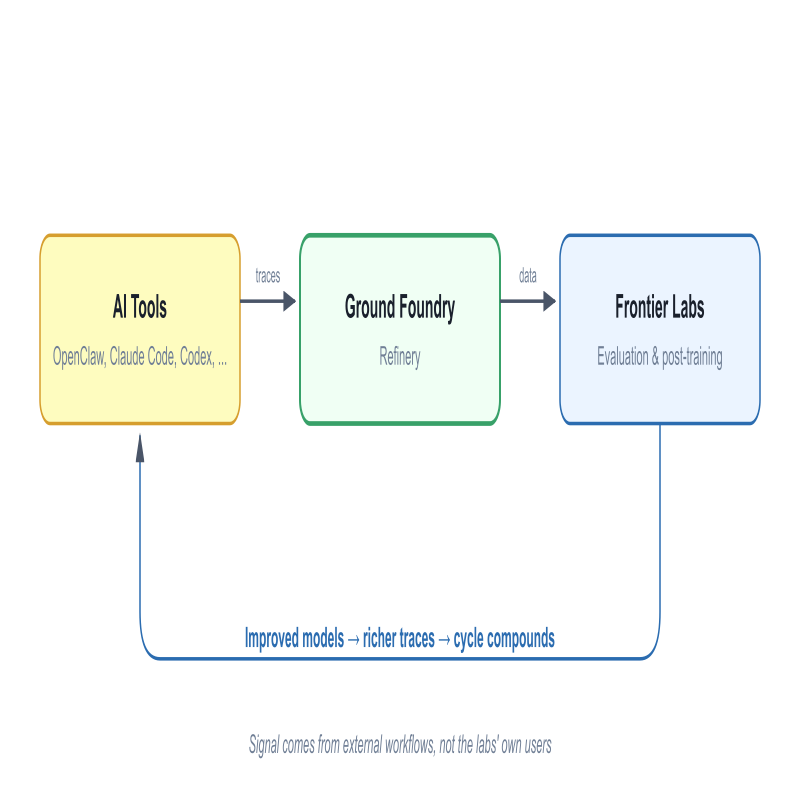 traces
data
AI Tools
Ground Foundry
Frontier Labs
OpenClaw, Claude Code, Codex, ...
Refinery
Evaluation & post-training
Improved models → richer traces → cycle compounds
Signal comes from external workflows, not the labs' own users